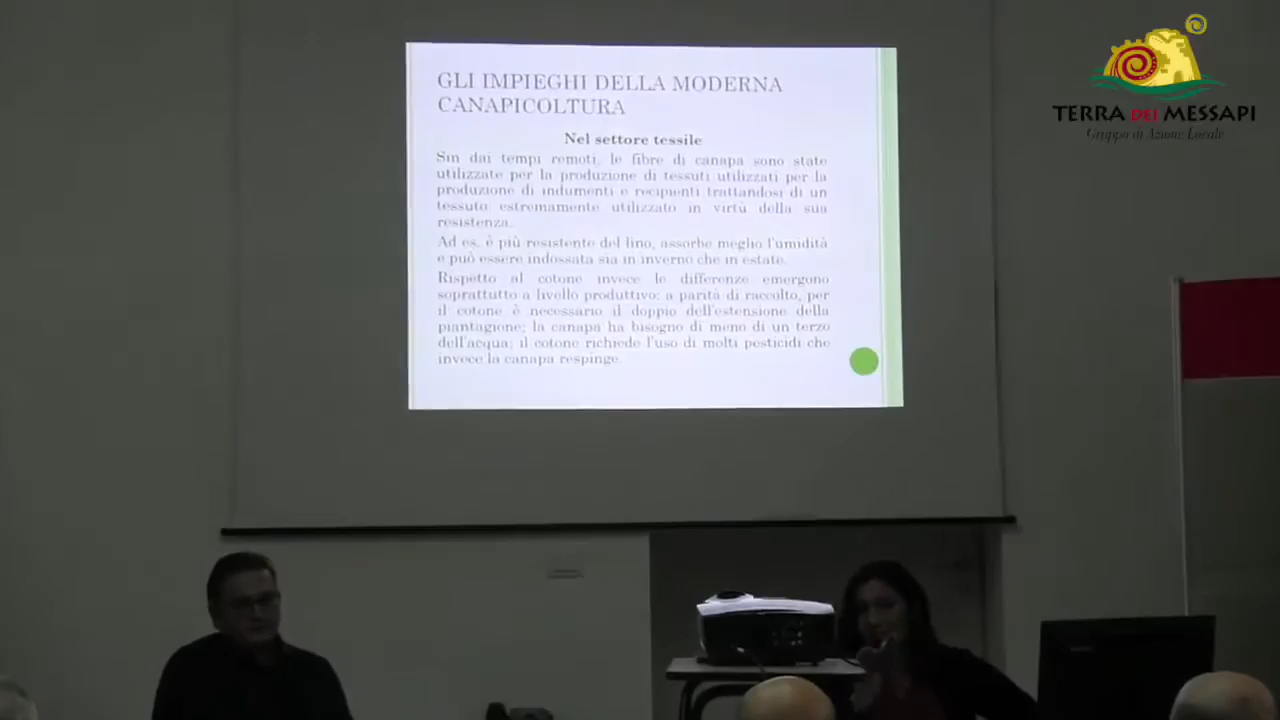 GLI IMPIEGHI DELLA MODERNA
CANAPICOLTURA
Nel settore tessile
Sin dai tempi remoti, le fibre di canapa sono state
utilizzate per la produzione di tessuti utilizzati per la
produzione di indumenti e recipienti trattandosi di un
tessuto estremamente utilizzato in virtù della sua
resistenza.
Ad es. è più resistente del lino, assorbe meglio l'umidità
e può essere indossata sia in inverno che in estate.
Rispetto al cotone invece le differenze emergono
soprattutto a livello produttivo: a parità di raccolto, per
il cotone è necessario il doppio dell'estensione della
piantagione; la canapa ha bisogno di meno di un terzo
dell'acqua; il cotone richiede l'uso di molti pesticidi che
invece la canapa respinge.
TERRA DEI MESSAPI
Gruppo di Azione Locale